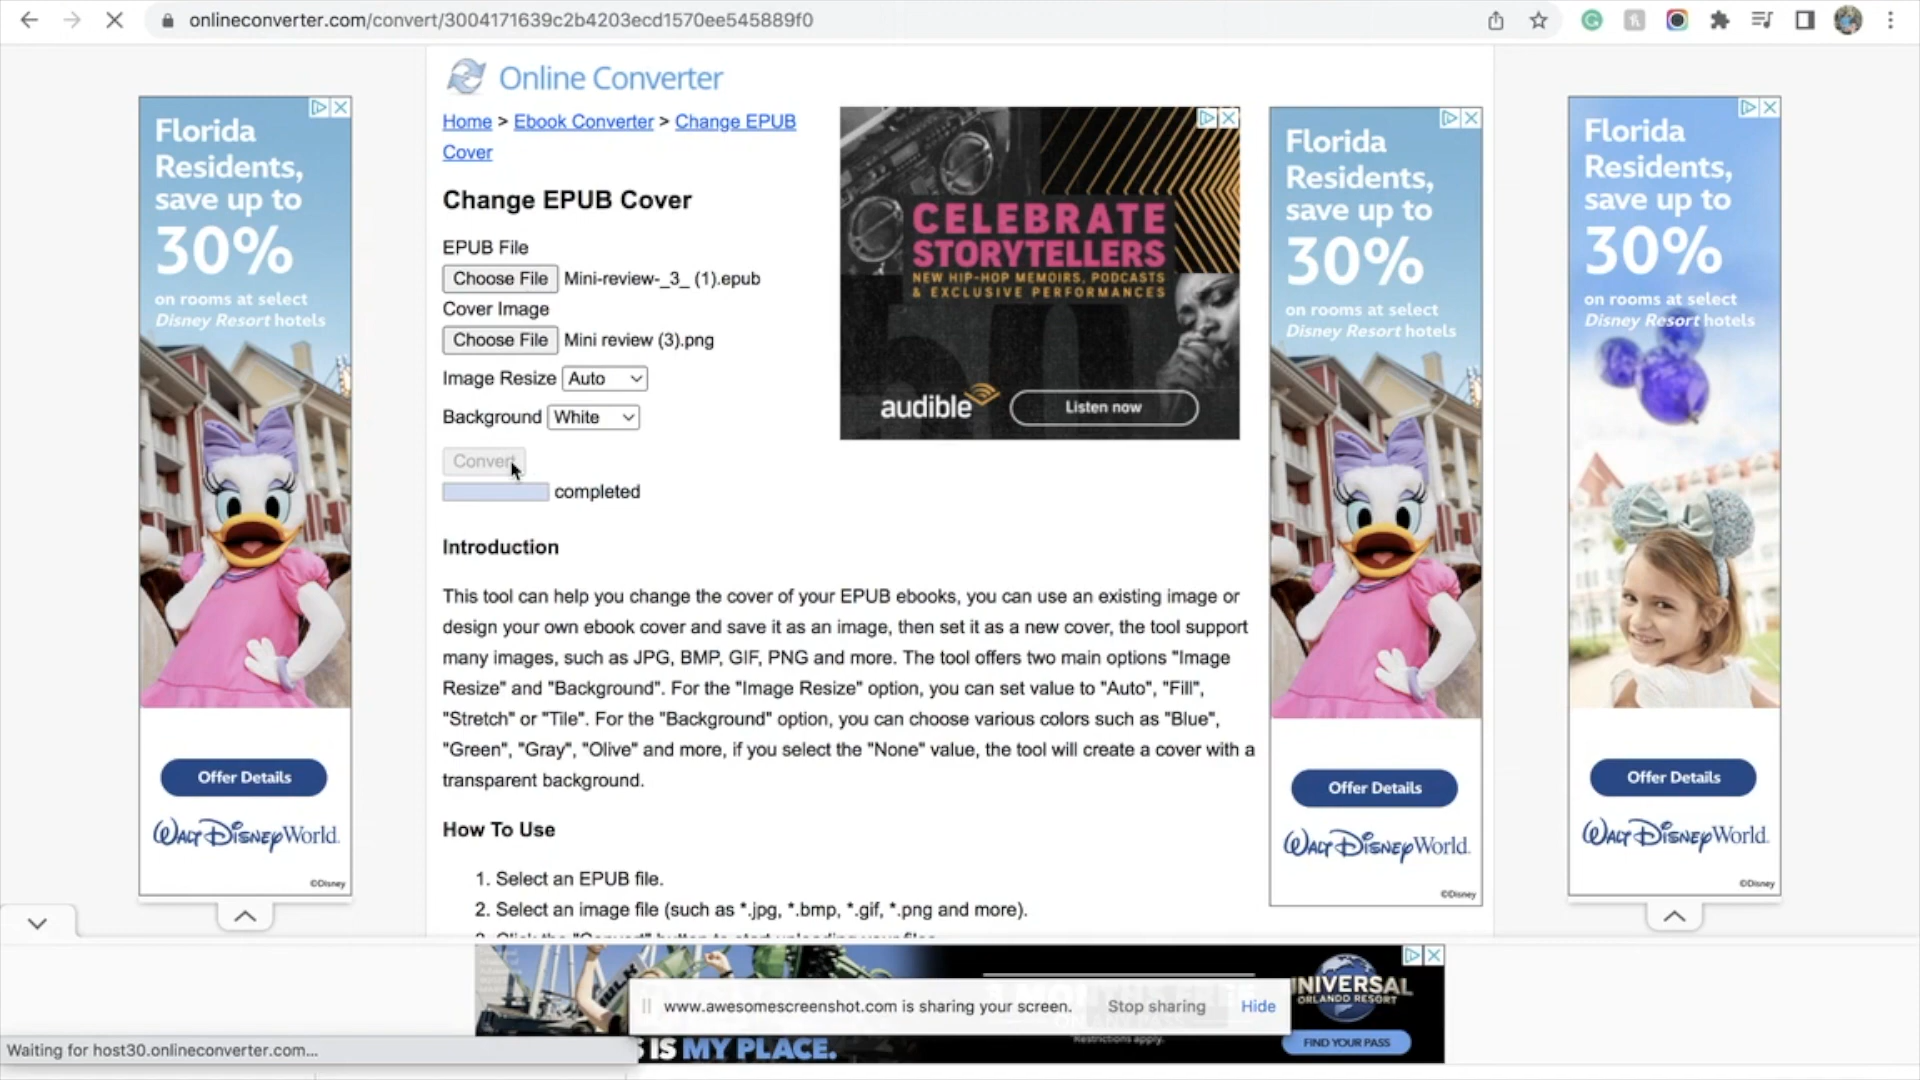 onlineconverter.com/convert/3004171639c2b4203ecd1570ee545889f0
Online Converter
Home > Ebook Converter > Change EPUB
Cover
Change EPUB Cover
EPUB File
Choose File Mini-review-_3_ (1).epub
Cover Image
Choose File Mini review (3).png
Image Resize Auto
Background White
Convert
completed
Introduction
This tool can help you change the cover of your EPUB ebooks, you can use an existing image or
design your own ebook cover and save it as an image, then set it as a new cover, the tool support
many images, such as JPG, BMP, GIF, PNG and more. The tool offers two main options "Image
Resize" and "Background". For the "Image Resize" option, you can set value to "Auto", "Fill",
"Stretch" or "Tile". For the "Background" option, you can choose various colors such as "Blue",
"Green", "Gray", "Olive" and more, if you select the "None" value, the tool will create a cover with a
transparent background.
How To Use
1. Select an EPUB file.
2. Select an image file (such as *.jpg, *.bmp, *.gif, *.png and more).
Florida
Residents,
save up to
30%
on rooms at select
Disney Resort hotels
Offer Details
Walt Disney World.
©Disney
CELEBRATE
STORYTELLERS
NEW HIP-HOP MEMOIRS, PODCASTS
& EXCLUSIVE PERFORMANCES
audible
Listen now
Florida
Residents,
save up to
30%
on rooms at select
Disney Resort hotels
Offer Details
Walt Disney World.
©Disney
Florida
Residents,
save up to
30%
on rooms at select
Disney Resort hotels
Offer Details
Walt Disney World.
©Disney
www.awesomescreenshot.com is sharing your screen. Stop sharing Hide
UNIVERSAL
ORLANDO RESORT
Restrictions apply.
FIND YOUR PASS
IS MY PLACE.
Waiting for host30.onlineconverter.com...